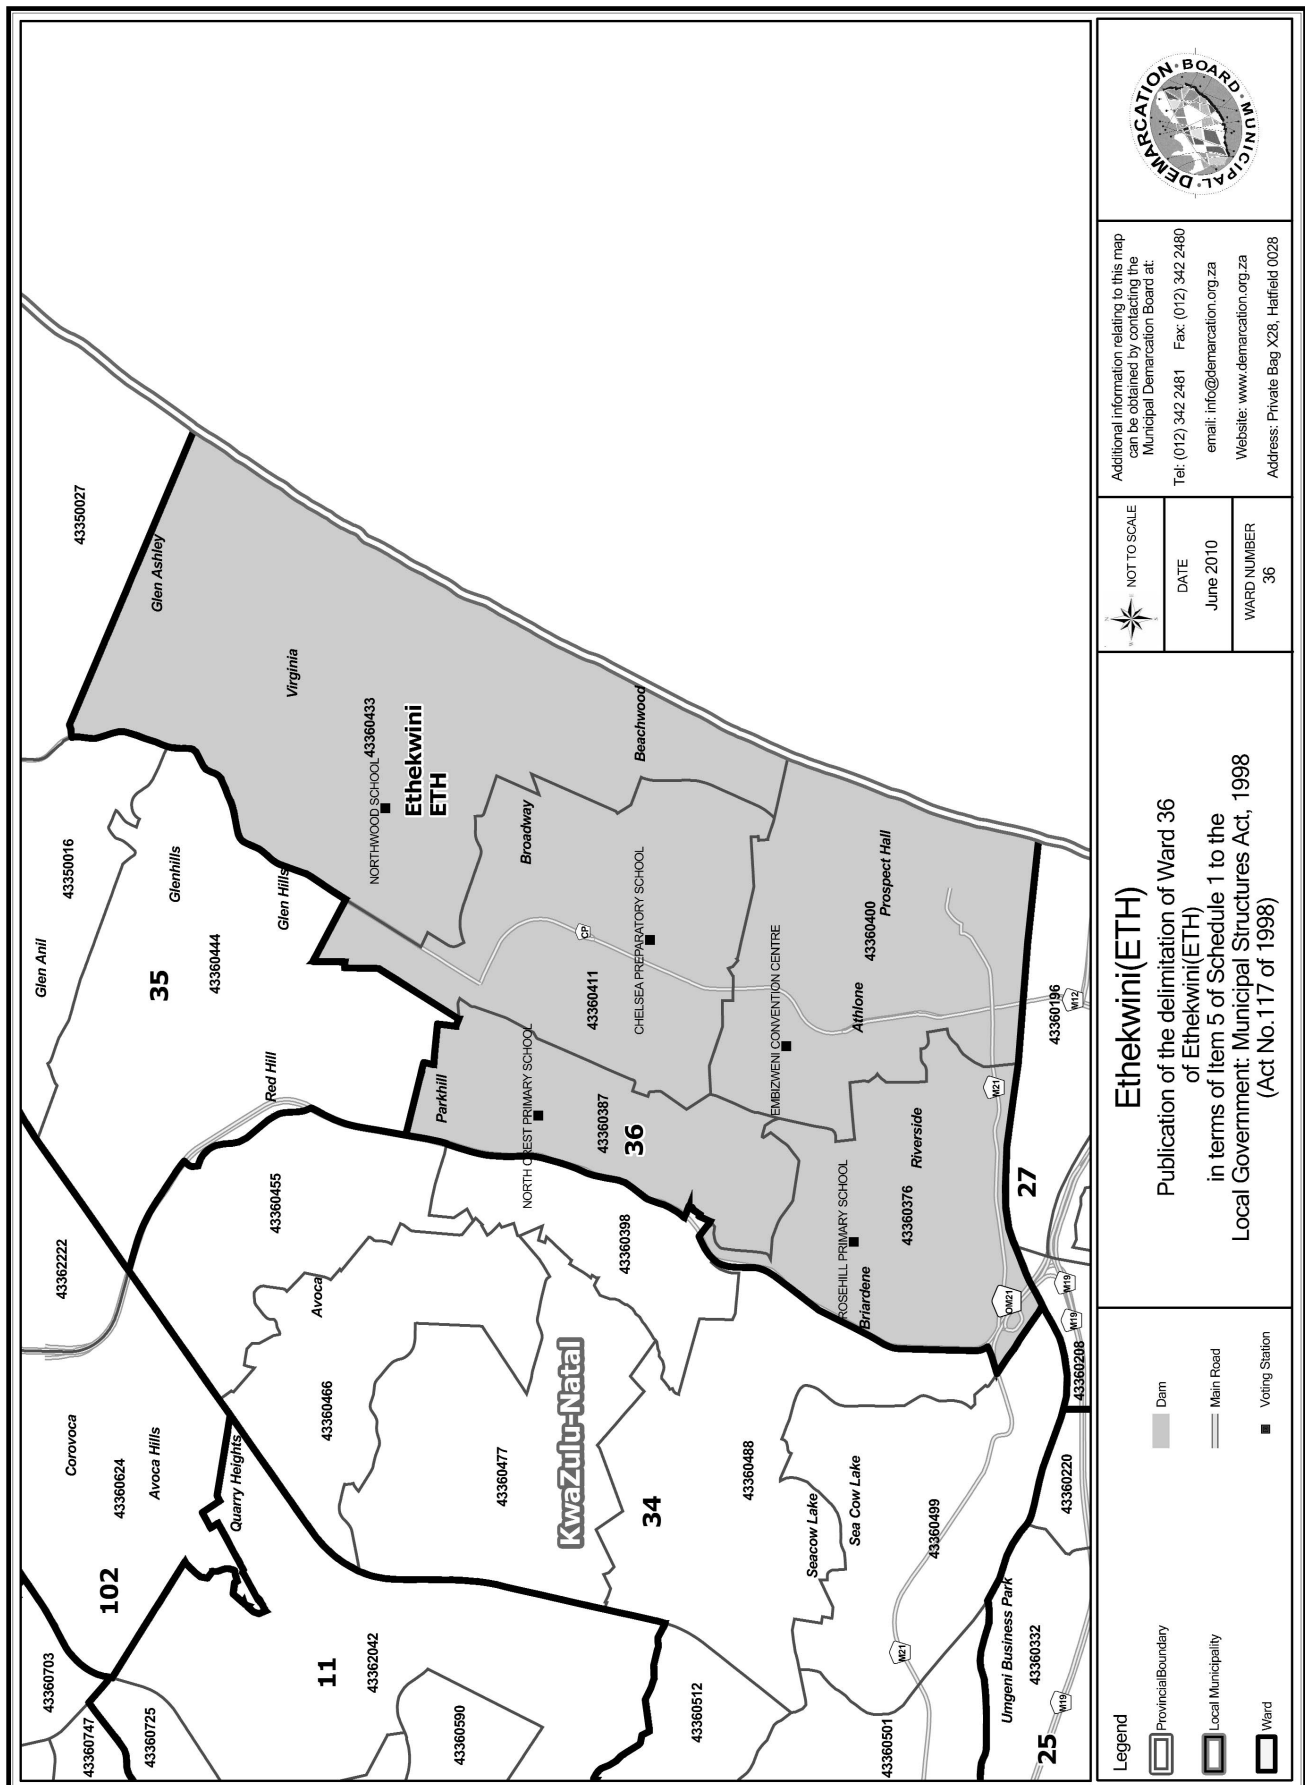 43350027
Glen Ashley
Virginia
43360433
NORTHWOOD SCHOOL
Ethekwini
ETH
Beachwood
Broadway
43350016
Glenhills
Glen Hills
Glen Anil
35
43360444
CP
43360411
CHELSEA PREPARATORY SCHOOL
Prospect Hall
43360400
EMBIZWENI CONVENTION CENTRE
Athlone
43360196
M12
Red Hill
Parkhill
NORTH CREST PRIMARY SCHOOL
43360387
36
M21
Riverside
43360376
ROSEHILL PRIMARY SCHOOL
Briardene
27
OM21
M19
M19
43360208
43362222
43360455
Avoca
43360398
KwaZulu-Natal
43360466
43360477
34
43360488
Seacow Lake
Sea Cow Lake
43360499
43360220
Corovoca
43360624
Avoca Hills
Quarry Heights
102
43360703
43360747
43360725
11
43362042
43360590
43360512
43360501
M21
Umgeni Business Park
43360332
M19
25
Legend
ProvincialBoundary
Local Municipality
Ward
Dam
Main Road
Voting Station
Ethekwini(ETH)
Publication of the delimitation of Ward 36
of Ethekwini(ETH)
in terms of Item 5 of Schedule 1 to the
Local Government: Municipal Structures Act, 1998
(Act No.117 of 1998)
NOT TO SCALE
DATE
June 2010
WARD NUMBER
36
Additional information relating to this map
can be obtained by contacting the
Municipal Demarcation Board at:
Tel: (012) 342 2481 Fax: (012) 342 2480
email: info@demarcation.org.za
Website: www.demarcation.org.za
Address: Private Bag X28, Hatfield 0028
MUNICIPAL • DEMARCATION • BOARD •